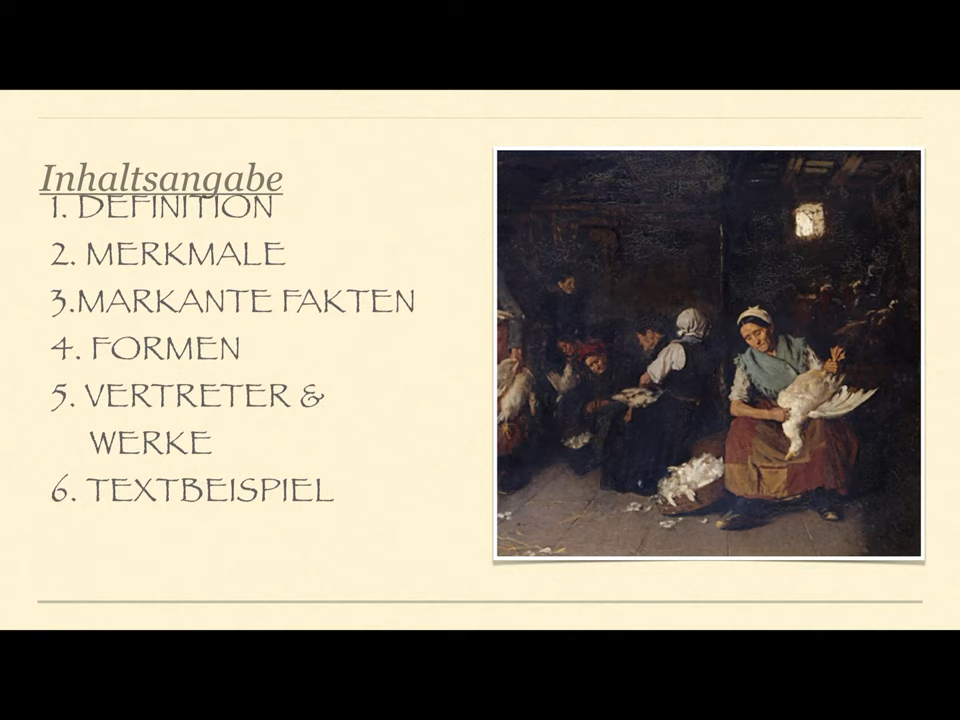 Inhaltsangabe
1. DEFINITION
2. MERKMALE
3.MARKANTE FAKTEN
4. FORMEN
5. VERTRETER &
WERKE
6. TEXTBEISPIEL